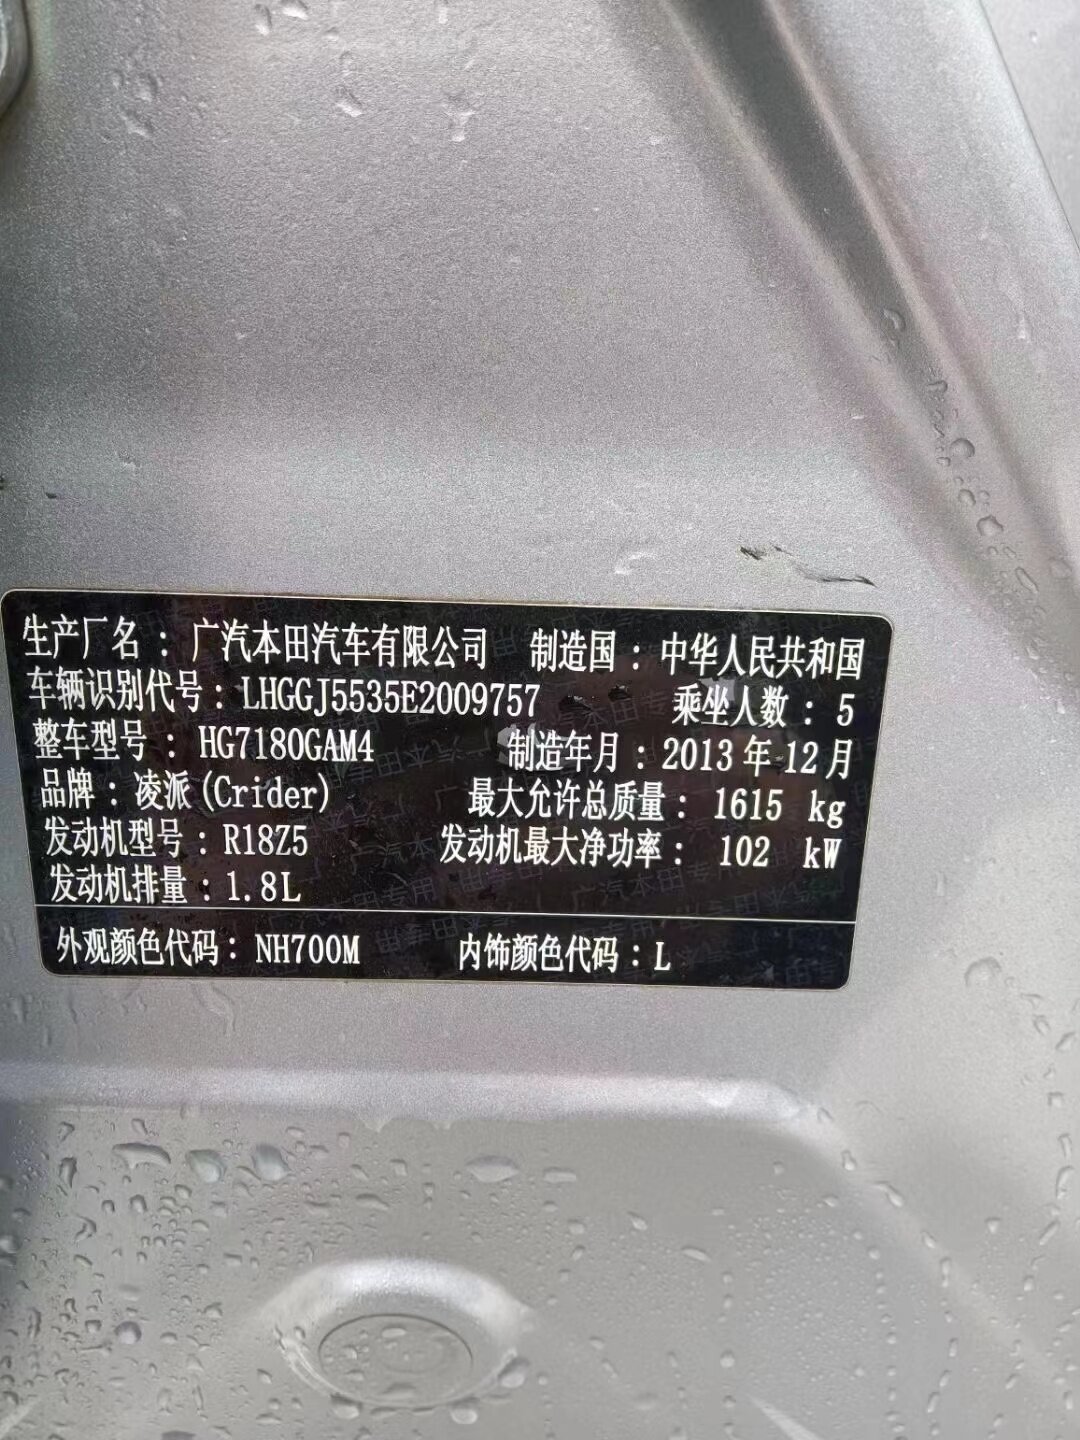 生产厂名：广汽本田汽车有限公司 制造国：中华人民共和国
车辆识别代号：LHGGJ5535E2009757 乘坐人数：5
整车型号：HG7180GAM4 制造年月：2013年12月
品牌：凌派(Crider) 最大允许总质量：1615 kg
发动机型号：R18Z5 发动机最大净功率：102 kW
发动机排量：1.8L
外观颜色代码：NH700M 内饰颜色代码：L